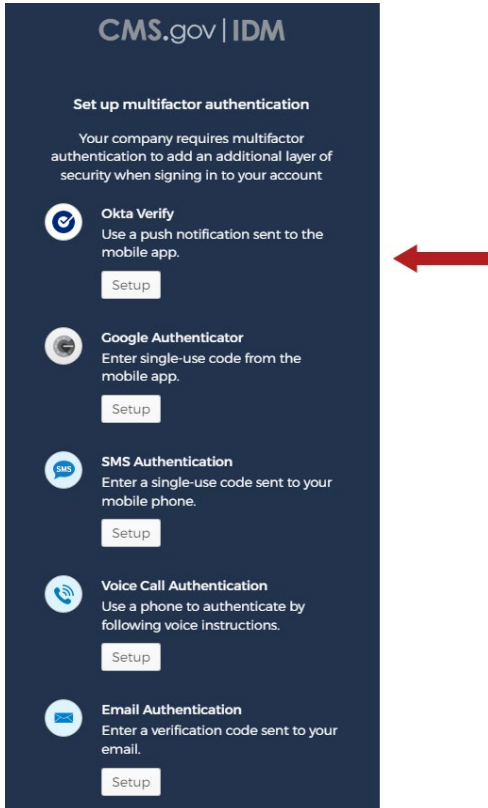 CMS.gov|IDM
Set up multifactor authentication
Your company requires multifactor
authentication to add an additional layer of
security when signing in to your account
Okta Verify
Use a push notification sent to the
mobile app.
Setup
Google Authenticator
Enter single-use code from the
mobile app.
Setup
SMS
SMS Authentication
Enter a single-use code sent to your
mobile phone.
Setup
Voice Call Authentication
Use a phone to authenticate by
following voice instructions.
Setup
Email Authentication
Enter a verification code sent to your
email.
Setup